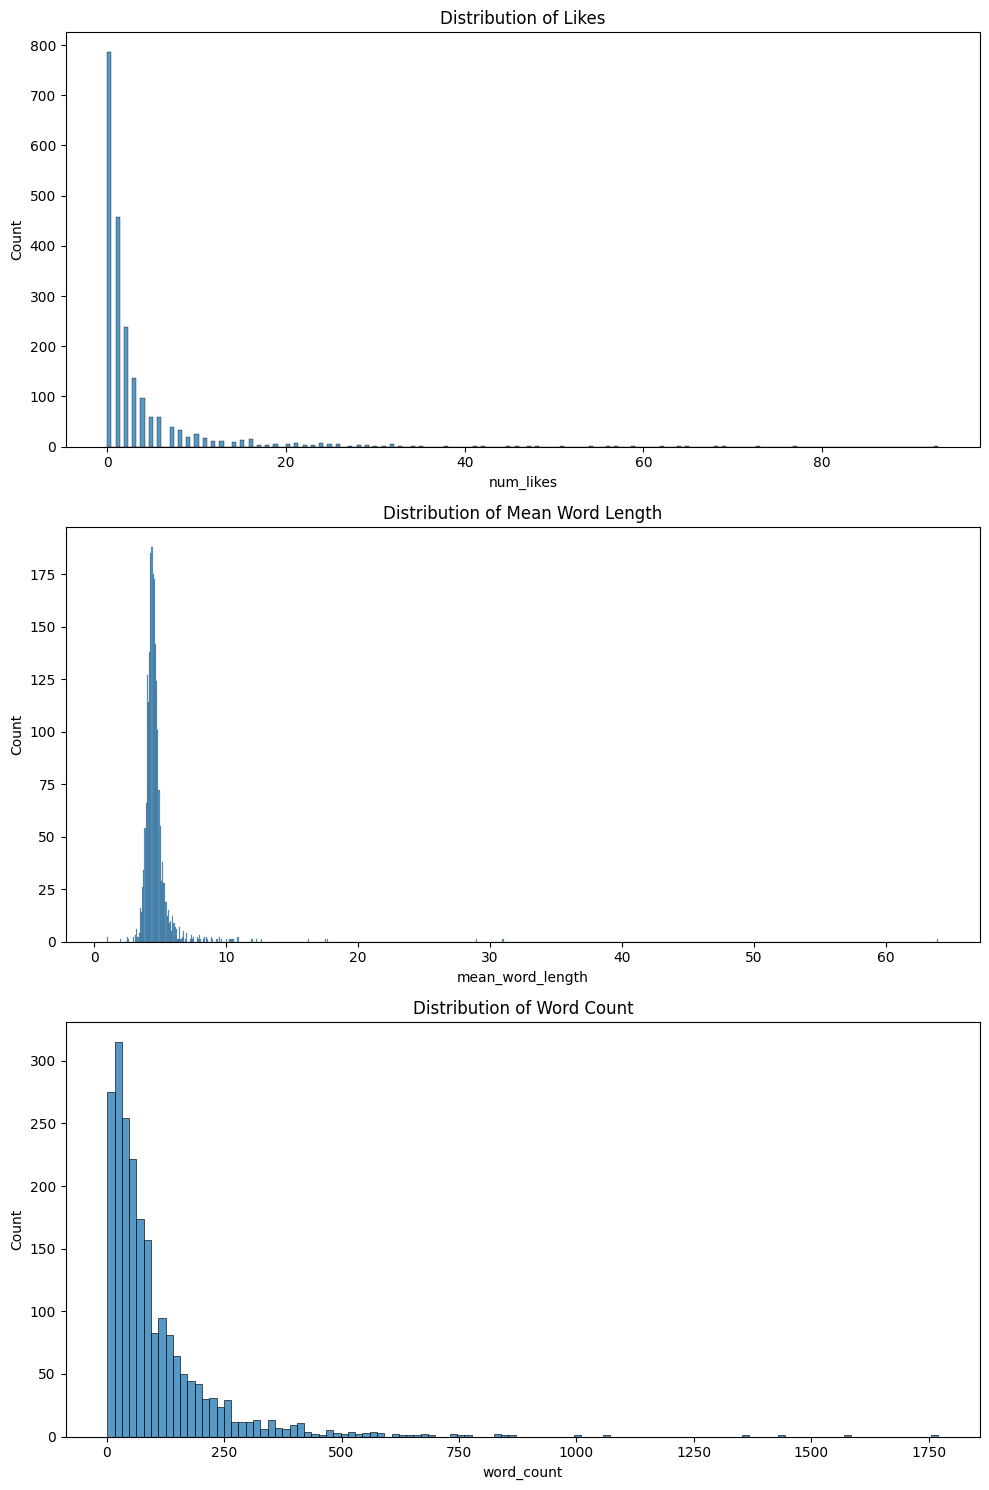 Distribution of Likes
800
700
600
500
400
300
200
100
0
Count
0 20 40 60 80
num_likes
Distribution of Mean Word Length
175
150
125
100
75
50
25
0
Count
0 10 20 30 40 50 60
mean_word_length
Distribution of Word Count
300
250
200
150
100
50
0
Count
0 250 500 750 1000 1250 1500 1750
word_count